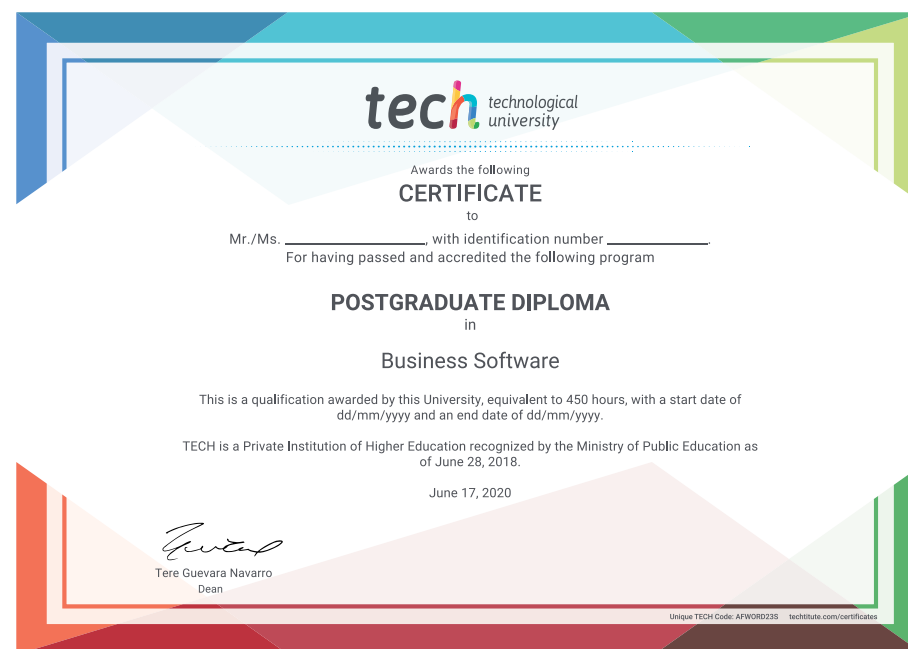 tech technological
university
Awards the following
CERTIFICATE
to
Mr./Ms. ____________________, with identification number ______________.
For having passed and accredited the following program
POSTGRADUATE DIPLOMA
in
Business Software
This is a qualification awarded by this University, equivalent to 450 hours, with a start date of
dd/mm/yyyy and an end date of dd/mm/yyyy.
TECH is a Private Institution of Higher Education recognized by the Ministry of Public Education as
of June 28, 2018.
June 17, 2020
Tere Guevara Navarro
Dean
Unique TECH Code: AFWORD23S techtitute.com/certificates